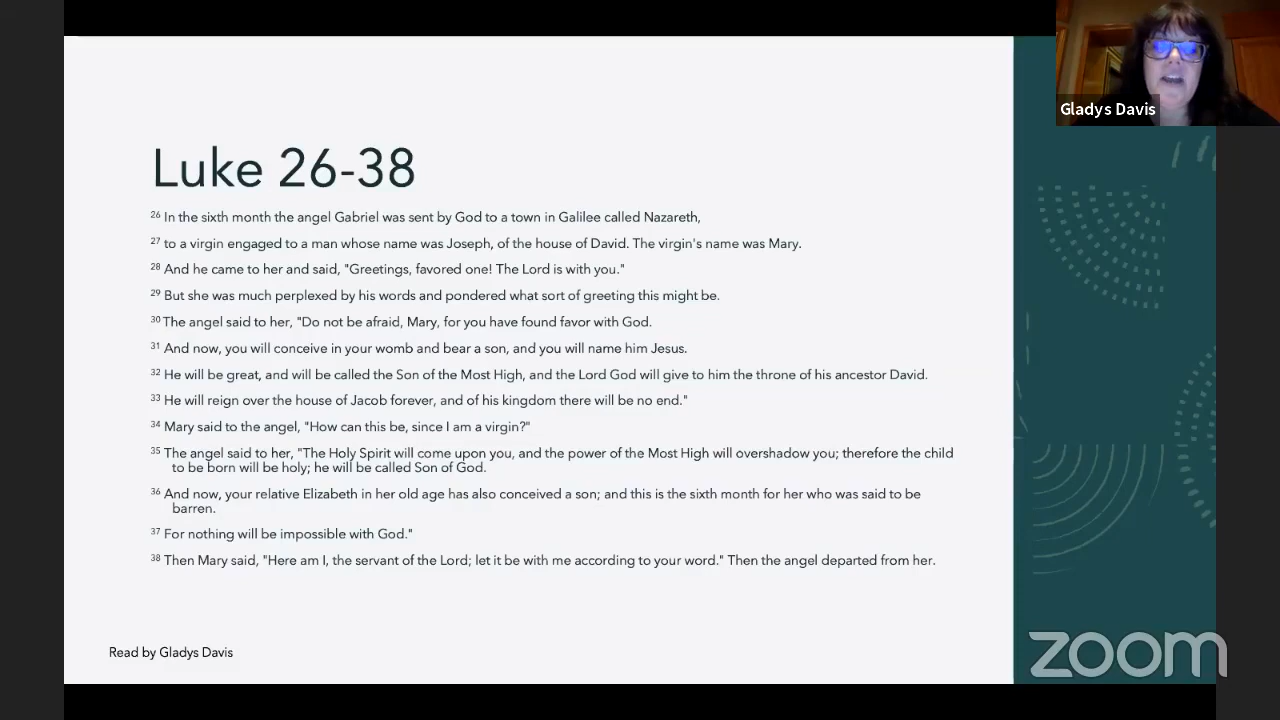 Gladys Davis
Luke 26-38
26 In the sixth month the angel Gabriel was sent by God to a town in Galilee called Nazareth,
27 to a virgin engaged to a man whose name was Joseph, of the house of David. The virgin's name was Mary.
28 And he came to her and said, "Greetings, favored one! The Lord is with you."
29 But she was much perplexed by his words and pondered what sort of greeting this might be.
30 The angel said to her, "Do not be afraid, Mary, for you have found favor with God.
31 And now, you will conceive in your womb and bear a son, and you will name him Jesus.
32 He will be great, and will be called the Son of the Most High, and the Lord God will give to him the throne of his ancestor David.
33 He will reign over the house of Jacob forever, and of his kingdom there will be no end."
34 Mary said to the angel, "How can this be, since I am a virgin?"
35 The angel said to her, "The Holy Spirit will come upon you, and the power of the Most High will overshadow you; therefore the child
to be born will be holy; he will be called Son of God.
36 And now, your relative Elizabeth in her old age has also conceived a son; and this is the sixth month for her who was said to be
barren.
37 For nothing will be impossible with God."
38 Then Mary said, "Here am I, the servant of the Lord; let it be with me according to your word." Then the angel departed from her.
Read by Gladys Davis
zoom